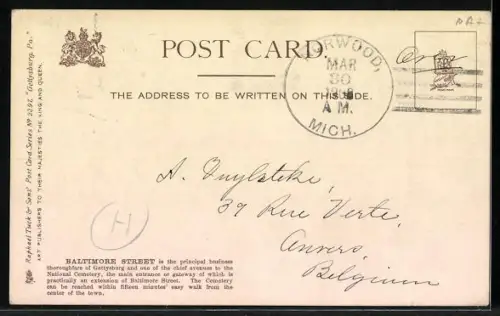 Raphael Tuck & Sons' Post Card Series No. 2086 "Gettysburg, Pa."
ART PUBLISHERS TO THEIR MAJESTIES THE KING AND QUEEN.
POST CARD.
THE ADDRESS TO BE WRITTEN ON THIS SIDE.
NORWOOD,
MAR
30
A M.
MICH.
A.
39 Rue Verte,
Anvers
Belgium
H
BALTIMORE STREET is the principal business
thoroughfare of Gettysburg and one of the chief avenues to the
National Cemetery, the main entrance or gateway of which is
practically an extension of Baltimore Street. The Cemetery
can be reached within fifteen minutes' easy walk from the
center of the town.